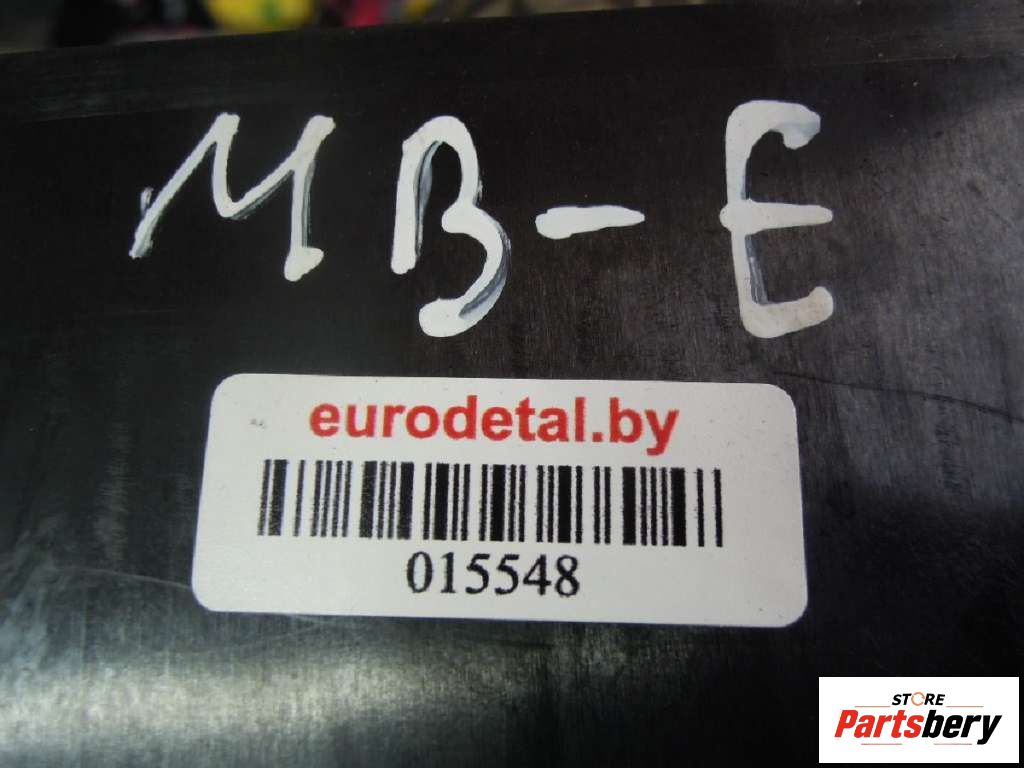 MB-E
eurodetal.by
015548
STORE
Partsbery